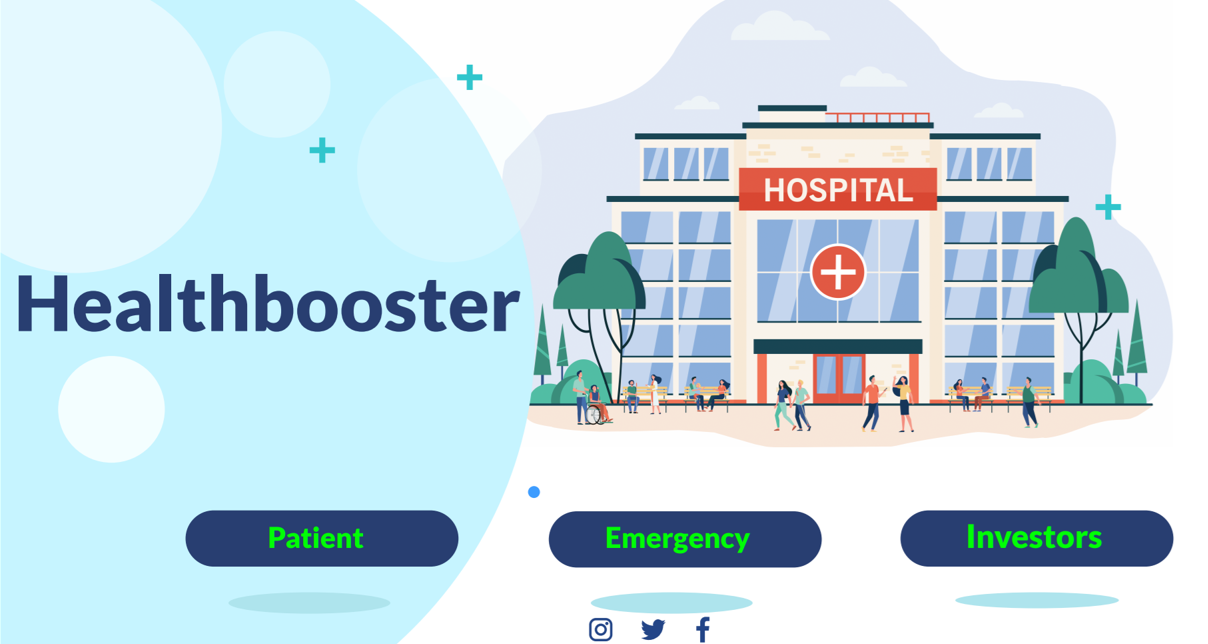 HOSPITAL
Healthbooster
Patient
Emergency
Investors